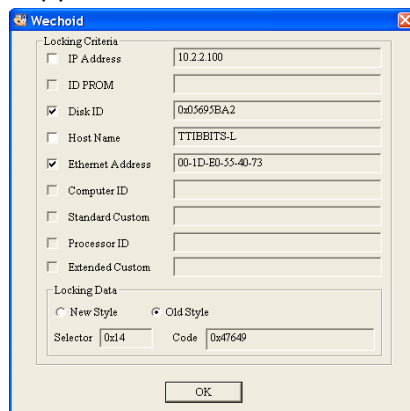 Wechoid
Locking Criteria
IP Address 10.2.2.100
ID PROM
Disk ID 0x05695BA2
Host Name TTIBBITS-L
Ethernet Address 00-1D-E0-55-40-73
Computer ID
Standard Custom
Processor ID
Extended Custom
Locking Data
New Style Old Style
Selector 0x14 Code 0x47649
OK